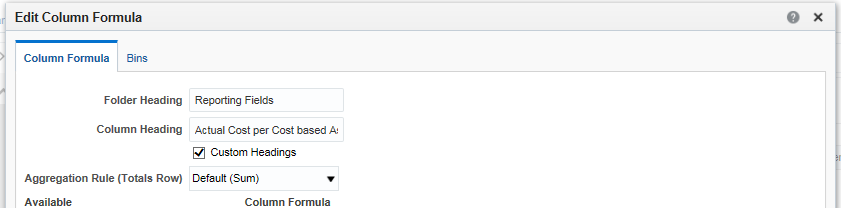 Edit Column Formula
Column Formula Bins
Folder Heading Reporting Fields
Column Heading Actual Cost per Cost based As
Custom Headings
Aggregation Rule (Totals Row) Default (Sum)
Available Column Formula